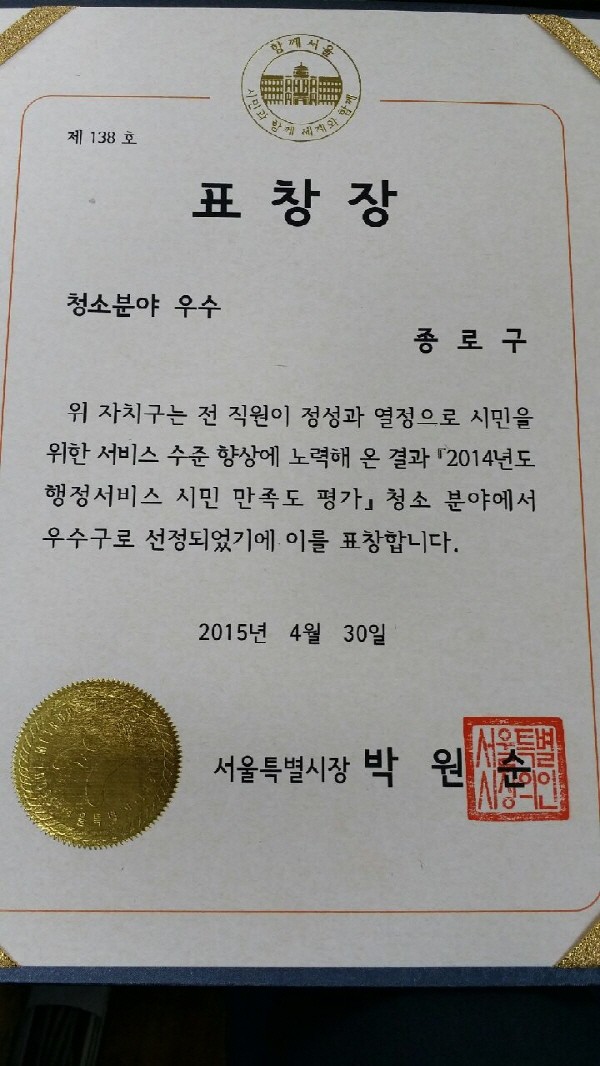 함께서울
시민과 함께 세계와 함께
제 138 호
표 창 장
청소분야 우수
종 로 구
위 자치구는 전 직원이 정성과 열정으로 시민을
위한 서비스 수준 향상에 노력해 온 결과 『2014년도
행정서비스 시민 만족도 평가』 청소 분야에서
우수구로 선정되었기에 이를 표창합니다.
2015년 4월 30일
서울특별시장 박 원 순
서울특별
시장의인